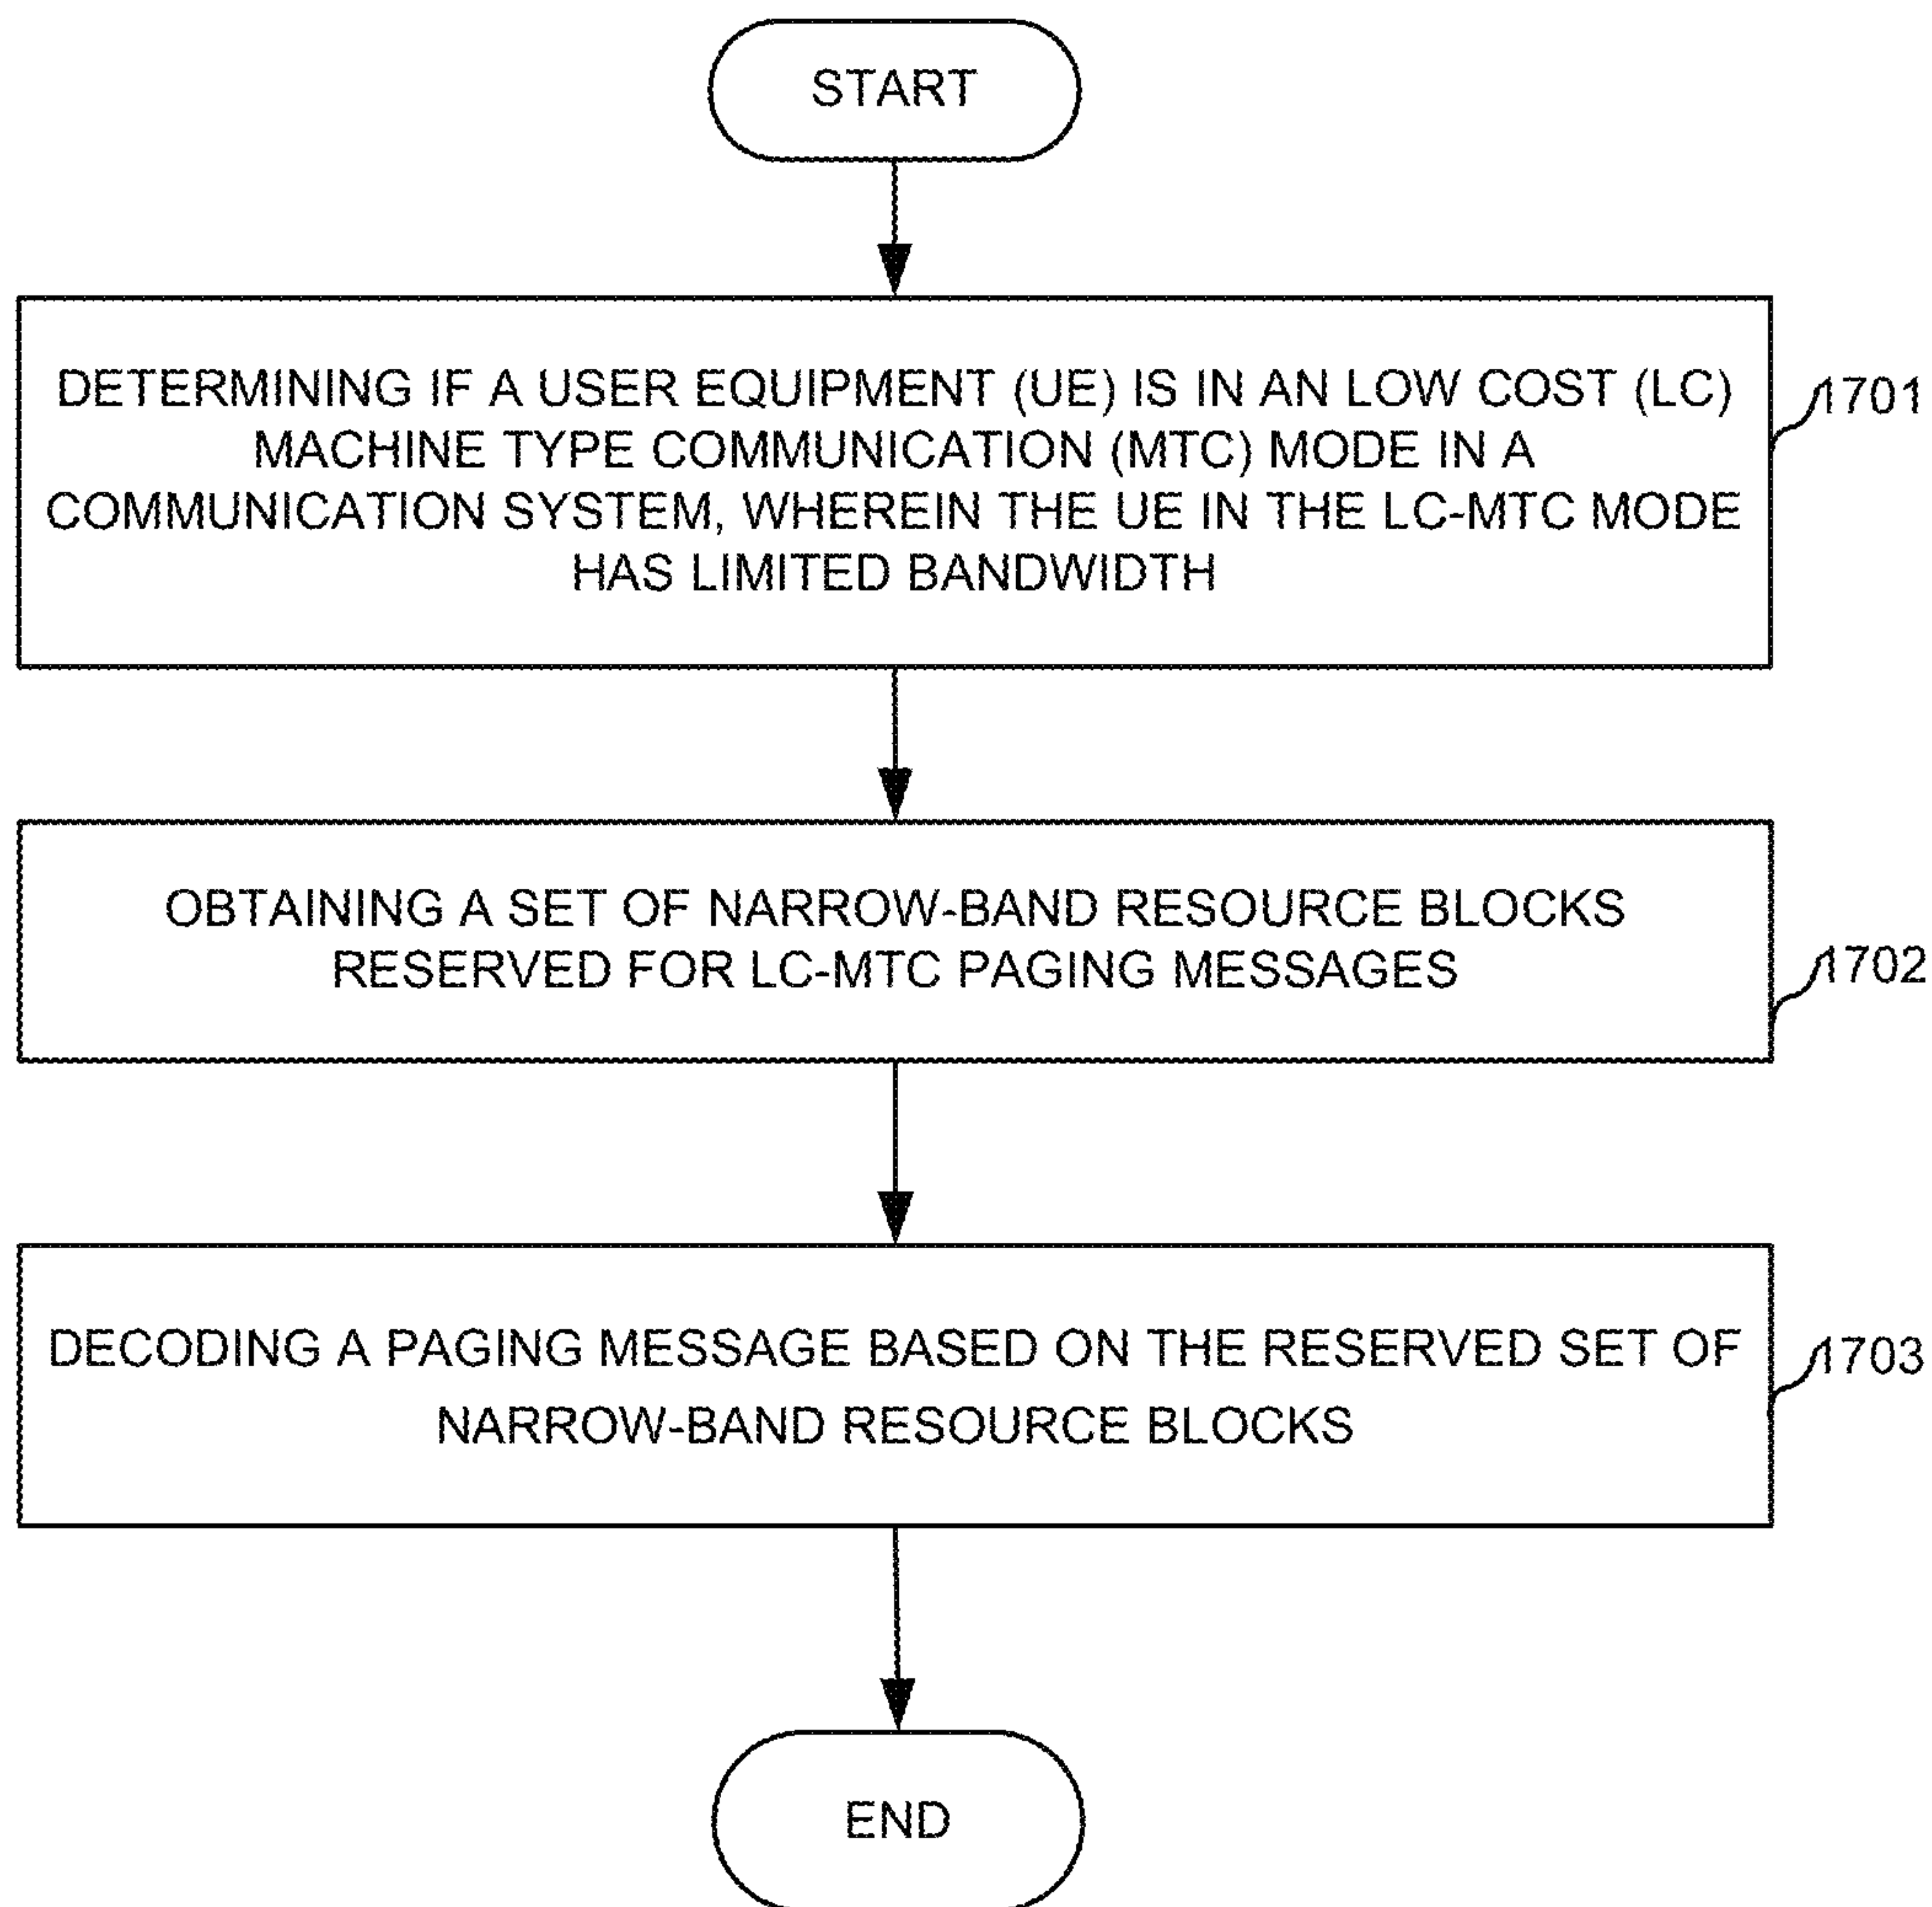 START
DETERMINING IF A USER EQUIPMENT (UE) IS IN AN LOW COST (LC)
MACHINE TYPE COMMUNICATION (MTC) MODE IN A
COMMUNICATION SYSTEM, WHEREIN THE UE IN THE LC-MTC MODE
HAS LIMITED BANDWIDTH
1701
OBTAINING A SET OF NARROW-BAND RESOURCE BLOCKS
RESERVED FOR LC-MTC PAGING MESSAGES
1702
DECODING A PAGING MESSAGE BASED ON THE RESERVED SET OF
NARROW-BAND RESOURCE BLOCKS
1703
END